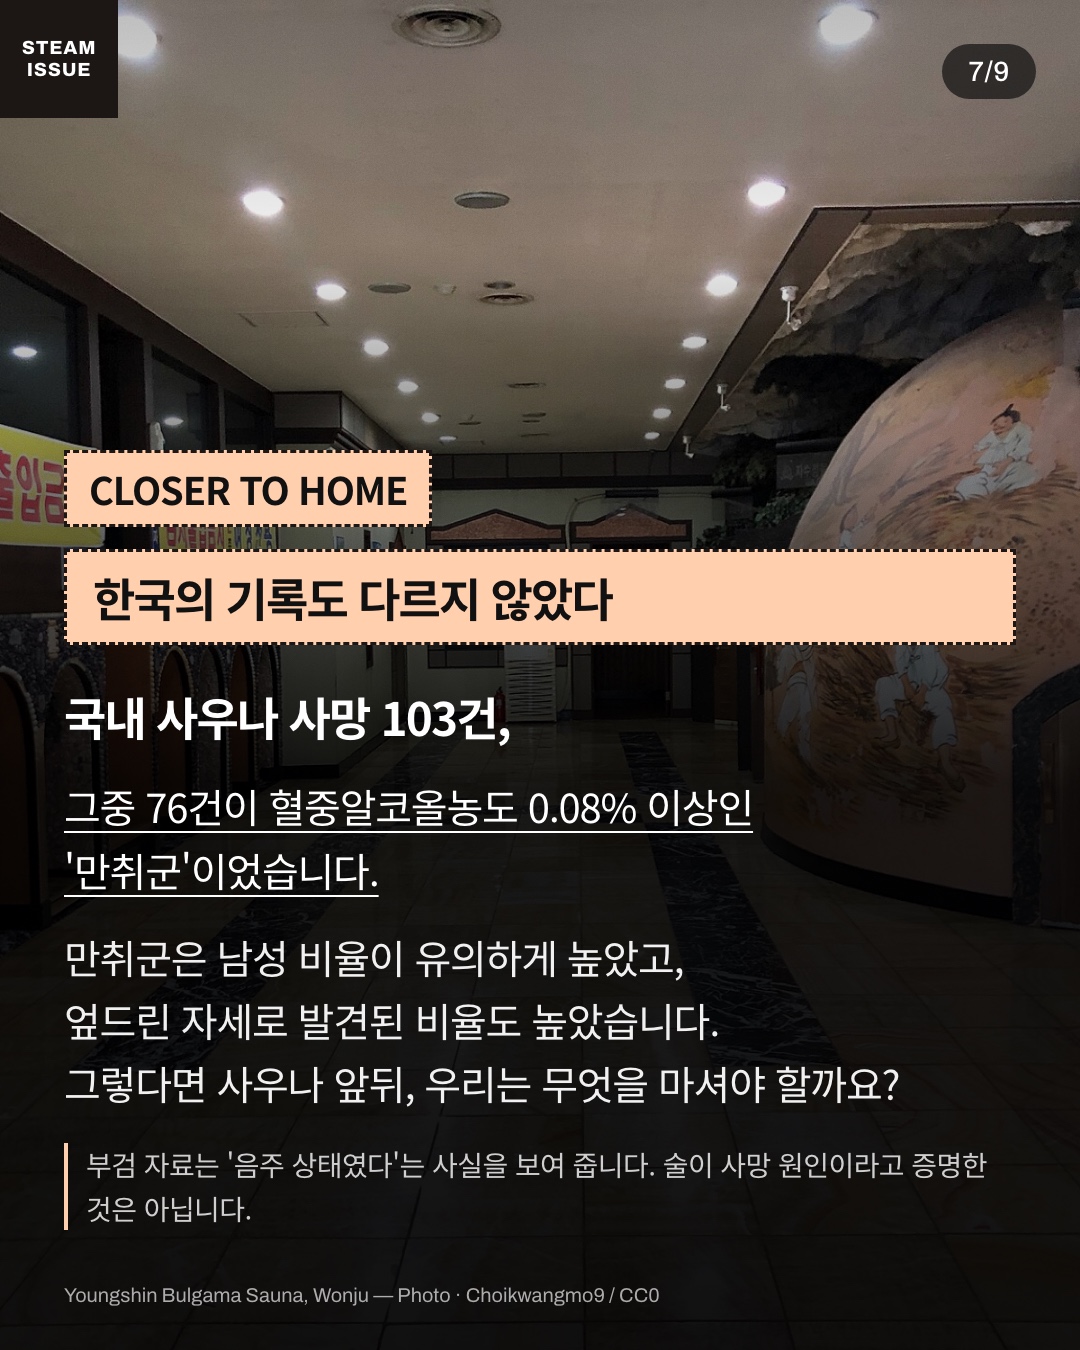 STEAM
ISSUE
7/9
출입금
CLOSER TO HOME
한국의 기록도 다르지 않았다
국내 사우나 사망 103건,
그중 76건이 혈중알코올농도 0.08% 이상인
'만취군'이었습니다.
만취군은 남성 비율이 유의하게 높았고,
엎드린 자세로 발견된 비율도 높았습니다.
그렇다면 사우나 앞뒤, 우리는 무엇을 마셔야 할까요?
부검 자료는 '음주 상태였다'는 사실을 보여 줍니다. 술이 사망 원인이라고 증명한
것은 아닙니다.
Youngshin Bulgama Sauna, Wonju — Photo · Choikwangmo9 / CC0